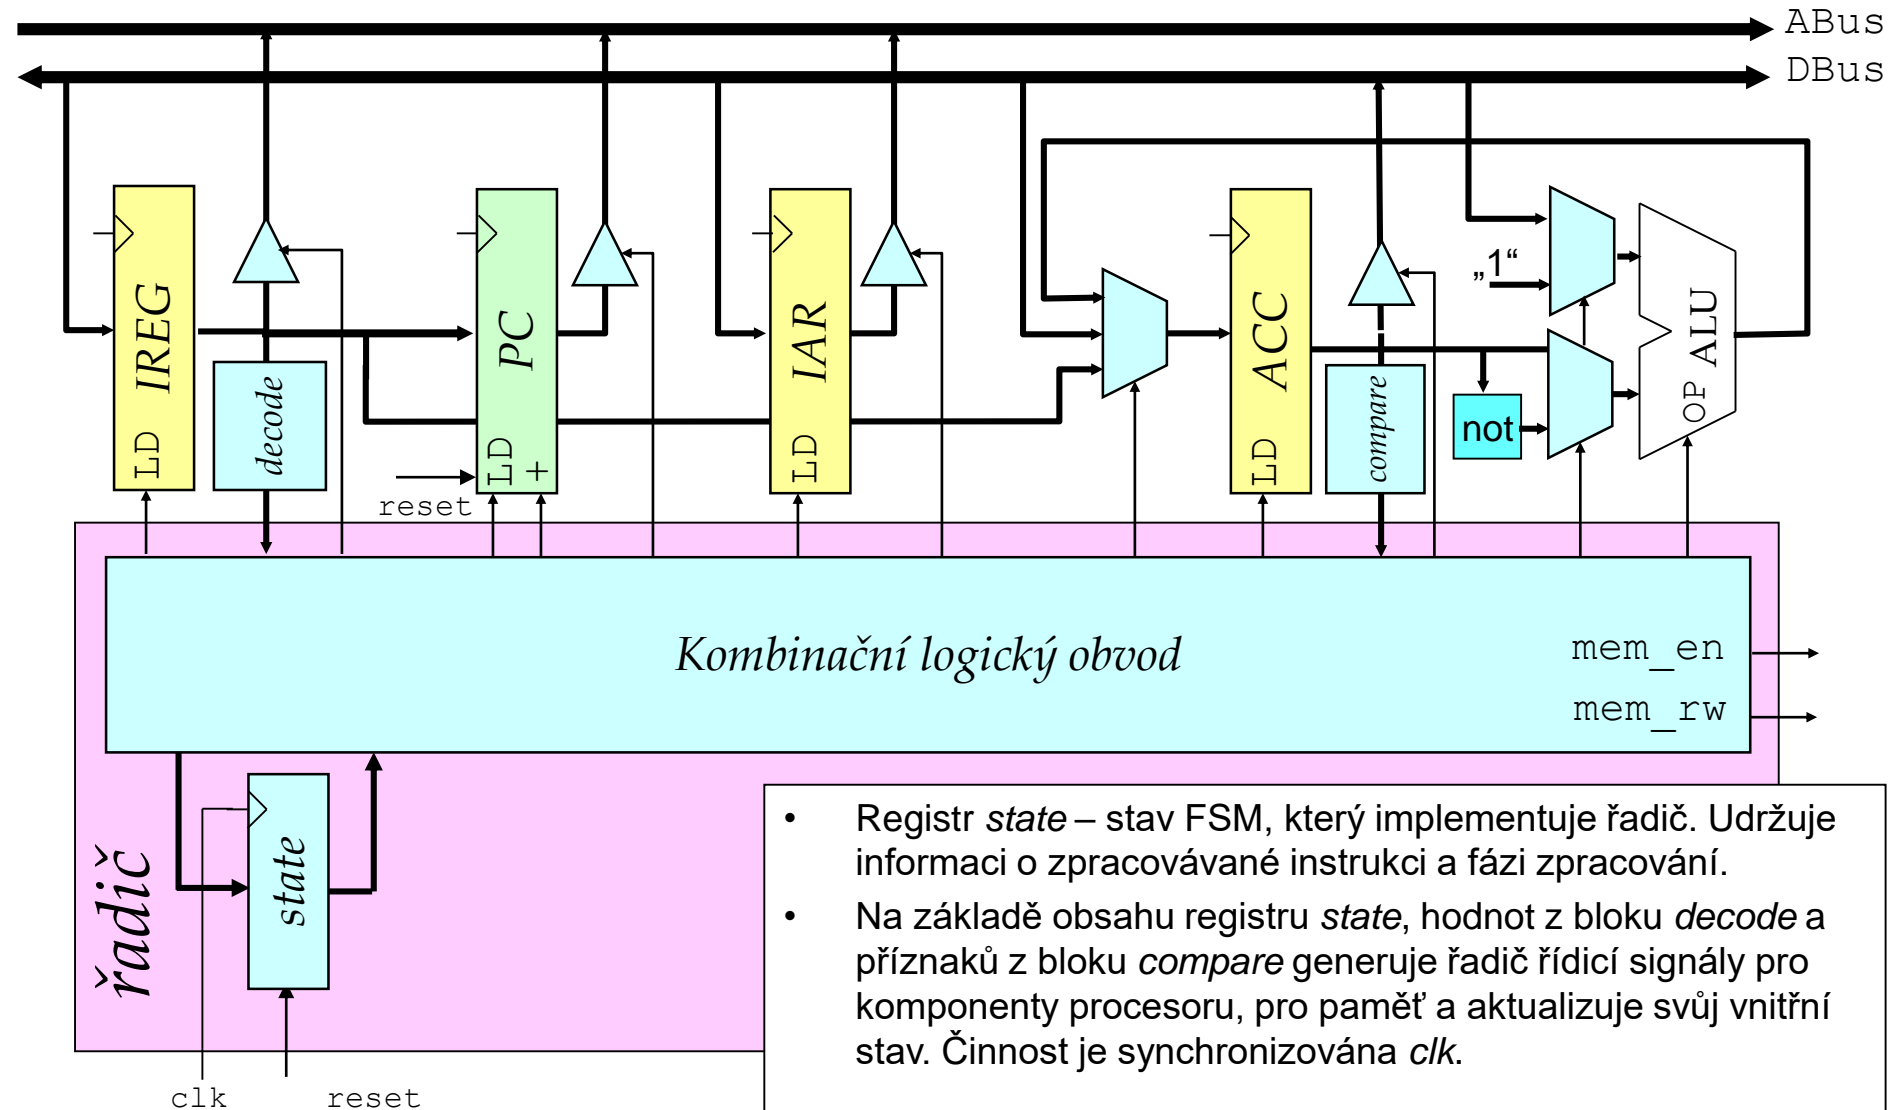 ABus
DBus
IREG
LD
decode
PC
LD
+
reset
IAR
LD
ACC
LD
compare
„1“
not
ALU
OP
Kombinační logický obvod
mem_en
mem_rw
řadič
state
clk
reset
• Registr state – stav FSM, který implementuje řadič. Udržuje
informaci o zpracovávané instrukci a fázi zpracování.
• Na základě obsahu registru state, hodnot z bloku decode a
příznaků z bloku compare generuje řadič řídicí signály pro
komponenty procesoru, pro paměť a aktualizuje svůj vnitřní
stav. Činnost je synchronizována clk.